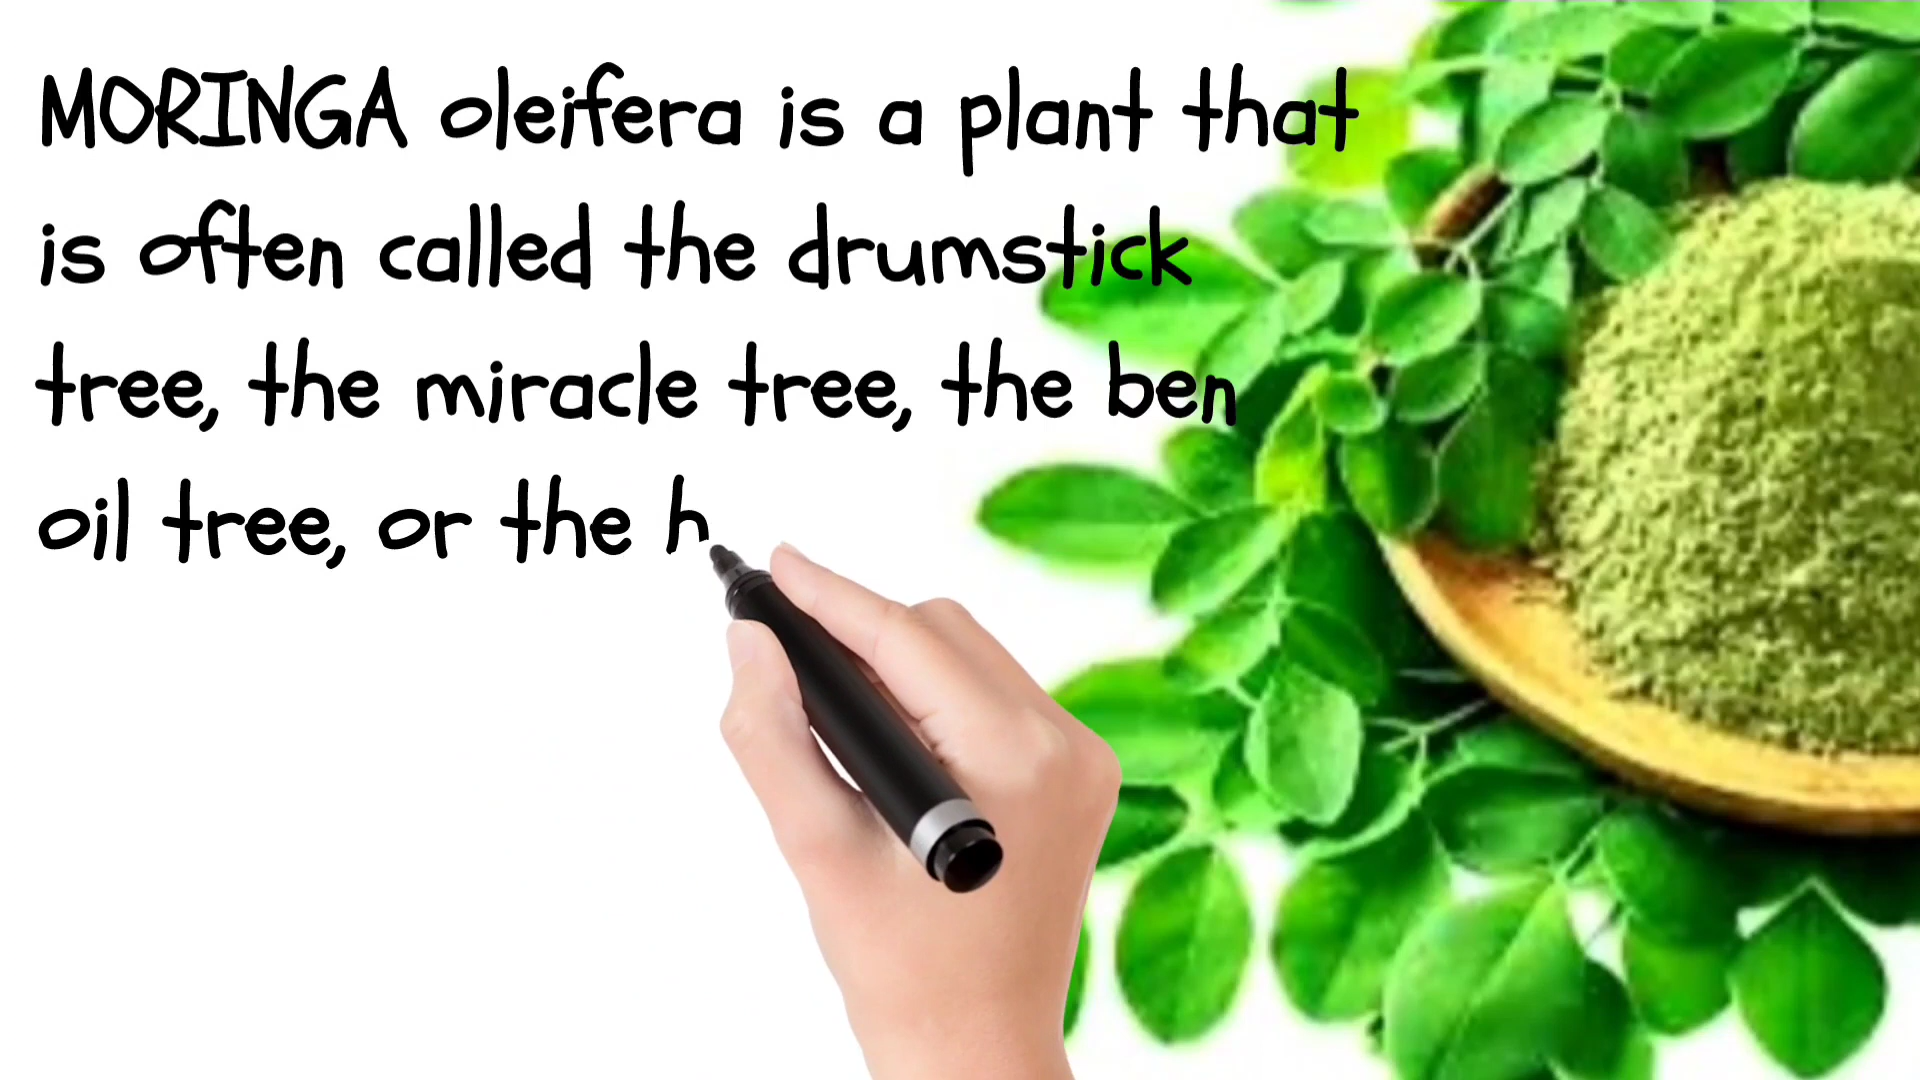 MORINGA oleifera is a plant that
is often called the drumstick
tree, the miracle tree, the ben
oil tree, or the h